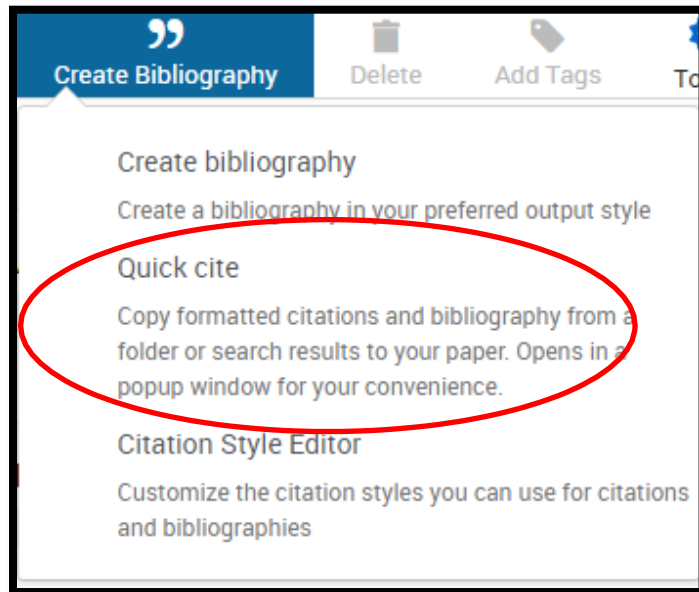 Create Bibliography Delete Add Tags To
Create bibliography
Create a bibliography in your preferred output style
Quick cite
Copy formatted citations and bibliography from a
folder or search results to your paper. Opens in a
popup window for your convenience.
Citation Style Editor
Customize the citation styles you can use for citations
and bibliographies